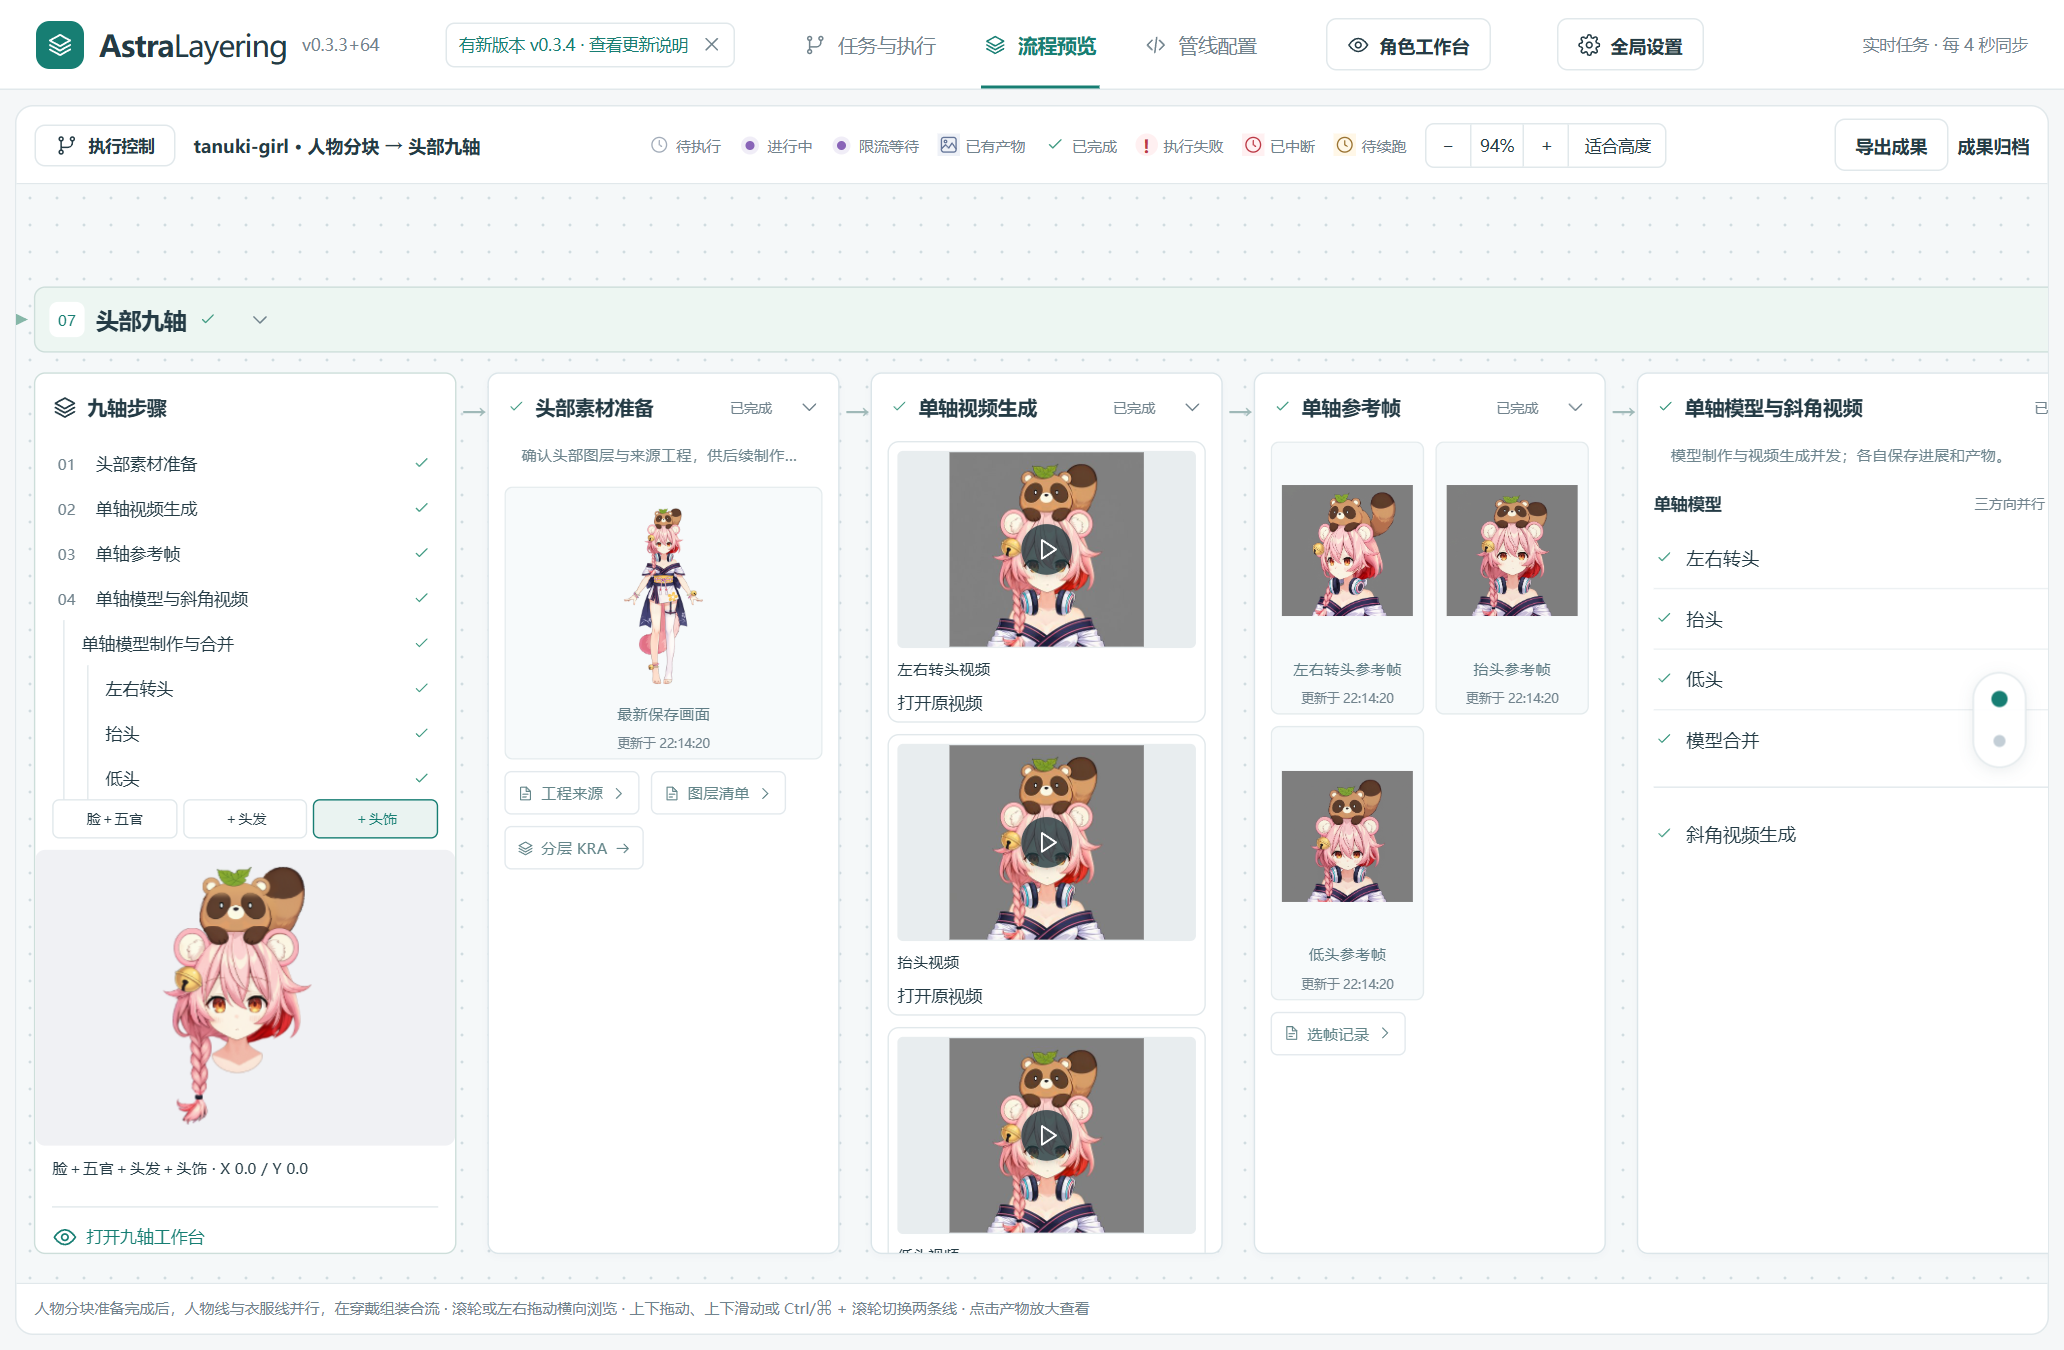 AstraLayering v0.3.3+64
有新版本 v0.3.4 · 查看更新说明
任务与执行
流程预览
管线配置
角色工作台
全局设置
实时任务 · 每 4 秒同步
执行控制
tanuki-girl • 人物分块 → 头部九轴
待执行
进行中
限流等待
已有产物
已完成
执行失败
已中断
待续跑
− 94% +
适合高度
导出成果
成果归档
07 头部九轴
九轴步骤
01 头部素材准备
02 单轴视频生成
03 单轴参考帧
04 单轴模型与斜角视频
单轴模型制作与合并
左右转头
抬头
低头
脸+五官
+头发
+头饰
脸+五官+头发+头饰 · X 0.0 / Y 0.0
打开九轴工作台
头部素材准备 已完成
确认头部图层与来源工程，供后续制作...
最新保存画面
更新于 22:14:20
工程来源
图层清单
分层 KRA →
单轴视频生成 已完成
左右转头视频
打开原视频
抬头视频
打开原视频
低头视频
单轴参考帧 已完成
左右转头参考帧
更新于 22:14:20
抬头参考帧
更新于 22:14:20
低头参考帧
更新于 22:14:20
选帧记录
单轴模型与斜角视频 已
模型制作与视频生成并发；各自保存进展和产物。
单轴模型 三方向并行
左右转头
抬头
低头
模型合并
斜角视频生成
人物分块准备完成后，人物线与衣服线并行，在穿戴组装合流 · 滚轮或左右拖动横向浏览 · 上下拖动、上下滑动或 Ctrl/⌘ + 滚轮切换两条线 · 点击产物放大查看